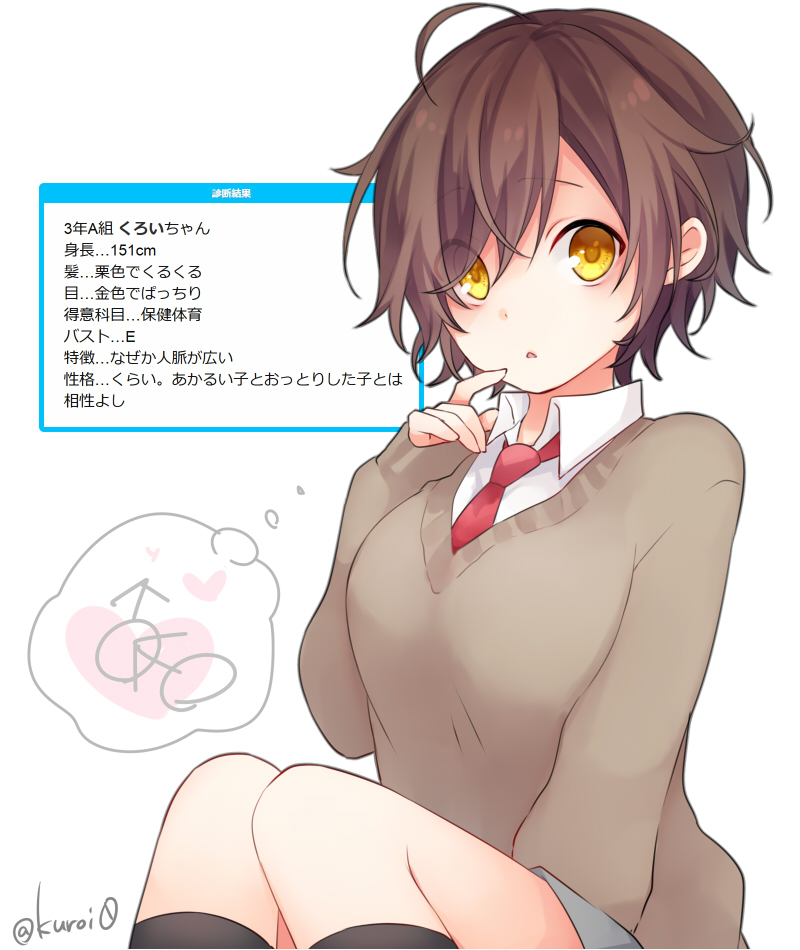 診断結果
3年A組 くろいちゃん
身長…151cm
髪…栗色でくるくる
目…金色でぱっちり
得意科目…保健体育
バスト…E
特徴…なぜか人脈が広い
性格…くらい。あかるい子とおっとりした子とは
相性よし
@kuroi0